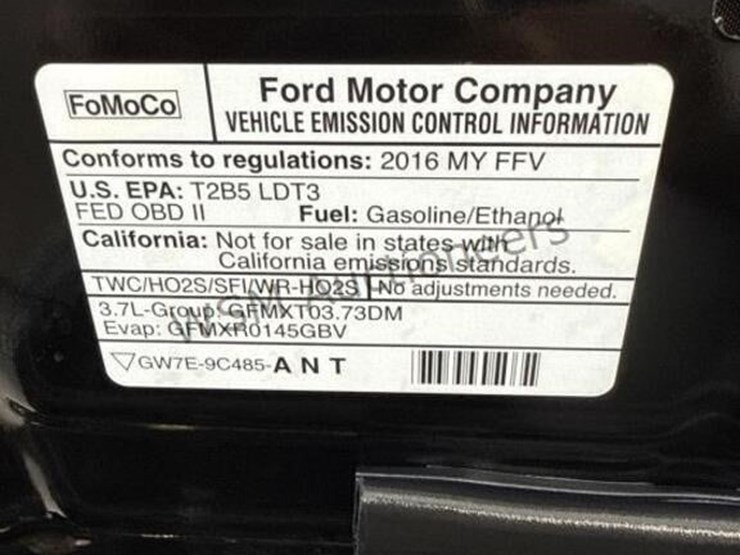 FoMoCo
Ford Motor Company
VEHICLE EMISSION CONTROL INFORMATION
Conforms to regulations: 2016 MY FFV
U.S. EPA: T2B5 LDT3
FED OBD II Fuel: Gasoline/Ethanol
California: Not for sale in states with
California emissions standards.
TWC/HO2S/SFI/WR-HO2S No adjustments needed.
3.7L-Group: GFMXT03.73DM
Evap: GFMXR0145GBV
GW7E-9C485-A N T
WSM Auctioneers